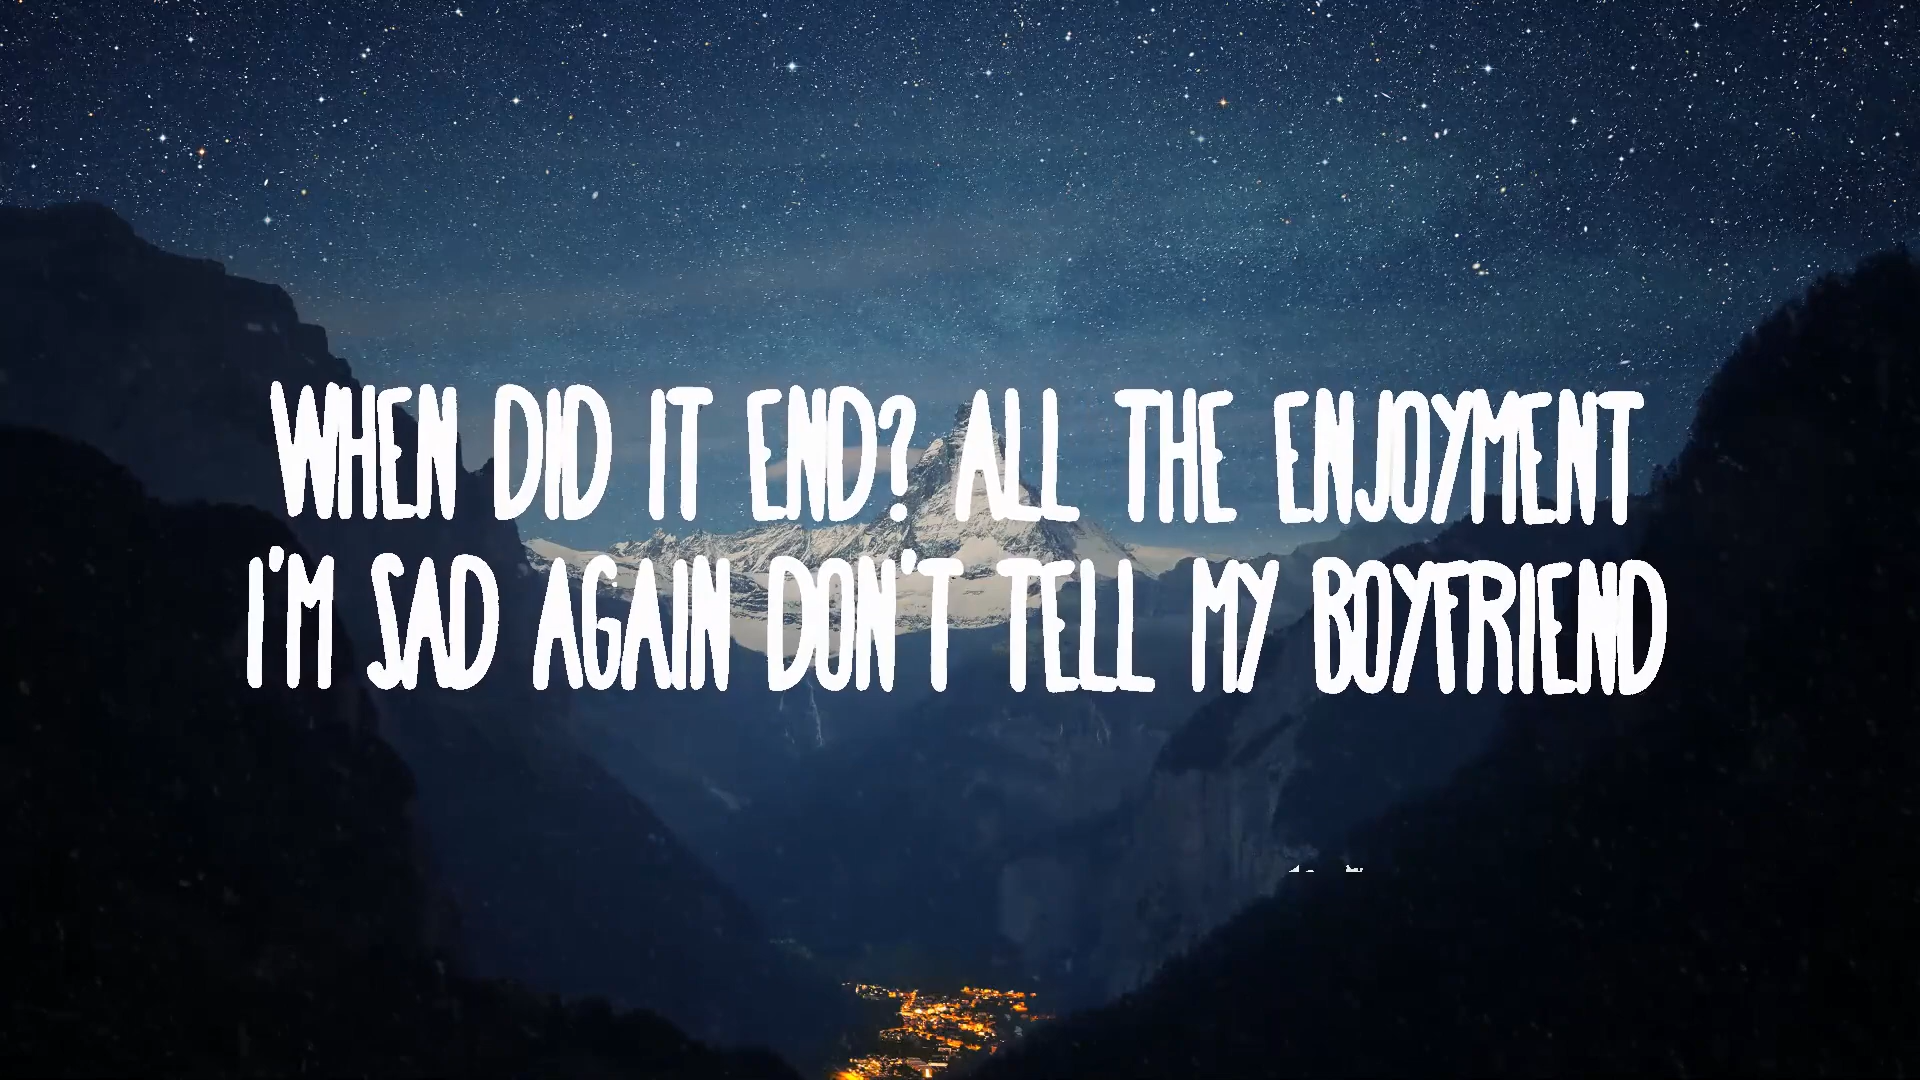 WHEN DID IT END? ALL THE ENJOYMENT
I'M SAD AGAIN DON'T TELL MY BOYFRIEND